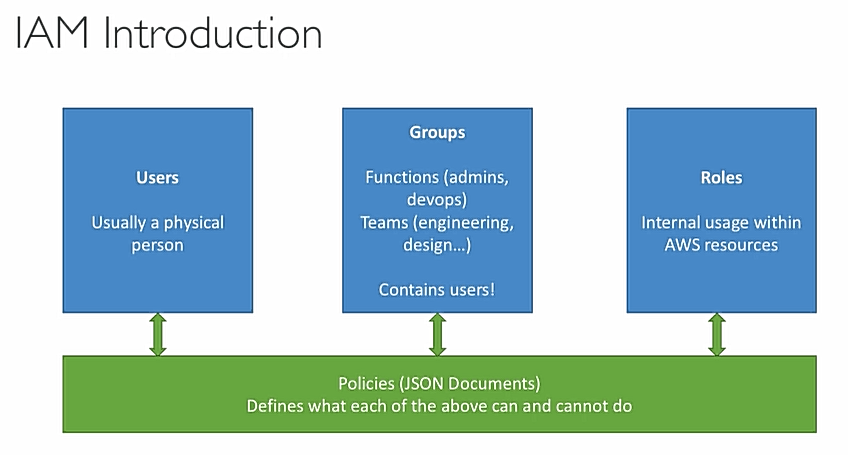 IAM Introduction
Users
Usually a physical
person
Groups
Functions (admins,
devops)
Teams (engineering,
design...)
Contains users!
Roles
Internal usage within
AWS resources
Policies (JSON Documents)
Defines what each of the above can and cannot do